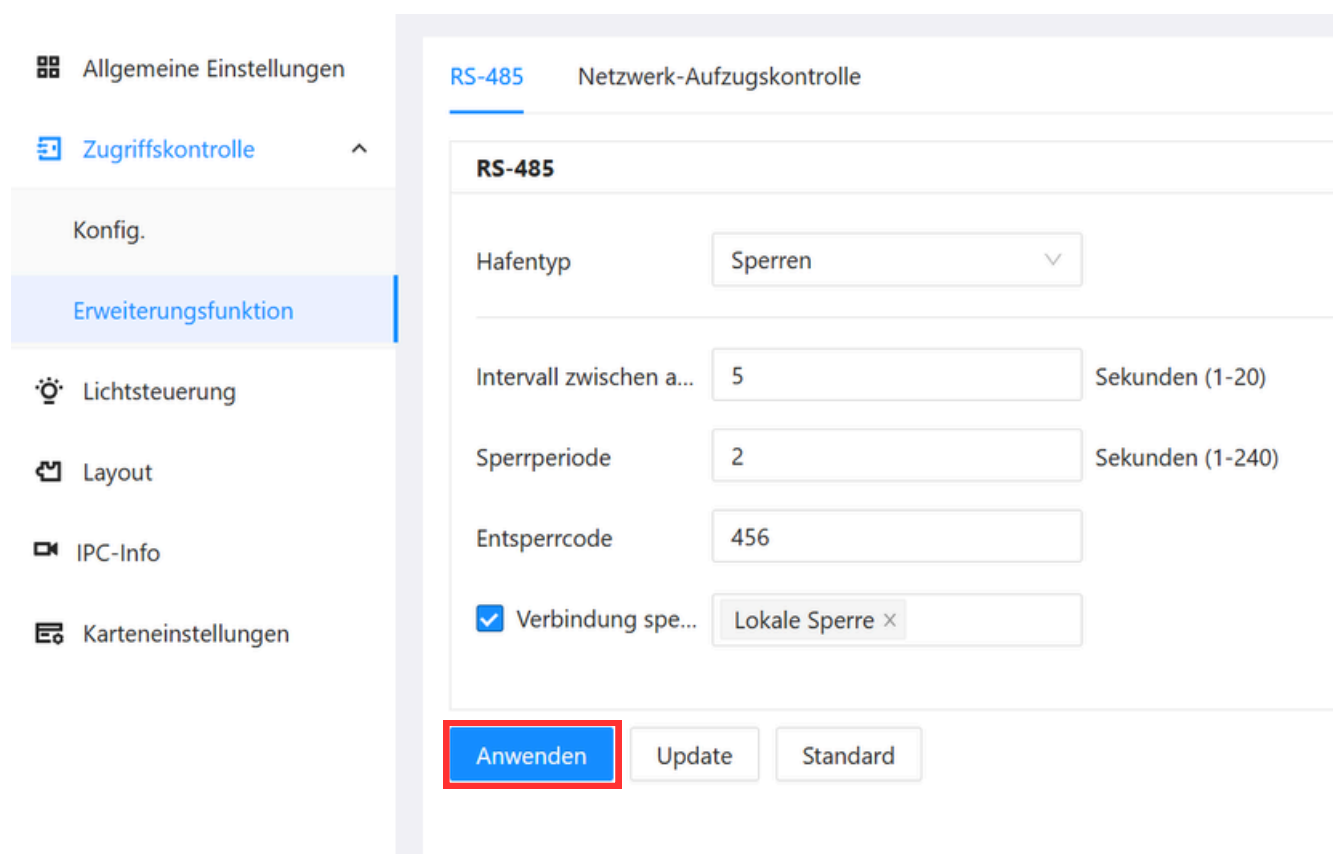 Allgemeine Einstellungen
Zugriffskontrolle
Konfig.
Erweiterungsfunktion
Lichtsteuerung
Layout
IPC-Info
Karteneinstellungen
RS-485 Netzwerk-Aufzugskontrolle
RS-485
Hafentyp Sperren
Intervall zwischen a... 5 Sekunden (1-20)
Sperrperiode 2 Sekunden (1-240)
Entsperrcode 456
Verbindung spe... Lokale Sperre ×
Anwenden Update Standard